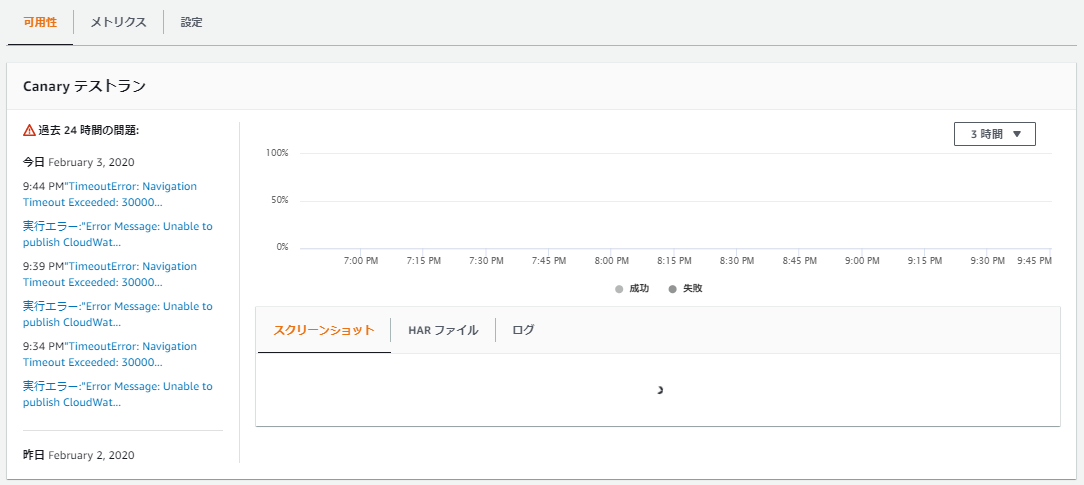 可用性 メトリクス 設定
Canary テストラン
過去 24 時間の問題:
今日 February 3, 2020
9:44 PM"TimeoutError: Navigation
Timeout Exceeded: 30000...
実行エラー:"Error Message: Unable to
publish CloudWat...
9:39 PM"TimeoutError: Navigation
Timeout Exceeded: 30000...
実行エラー:"Error Message: Unable to
publish CloudWat...
9:34 PM"TimeoutError: Navigation
Timeout Exceeded: 30000...
実行エラー:"Error Message: Unable to
publish CloudWat...
昨日 February 2, 2020
3 時間
100%
50%
0%
7:00 PM 7:15 PM 7:30 PM 7:45 PM 8:00 PM 8:15 PM 8:30 PM 8:45 PM 9:00 PM 9:15 PM 9:30 PM 9:45 PM
成功 失敗
スクリーンショット HAR ファイル ログ